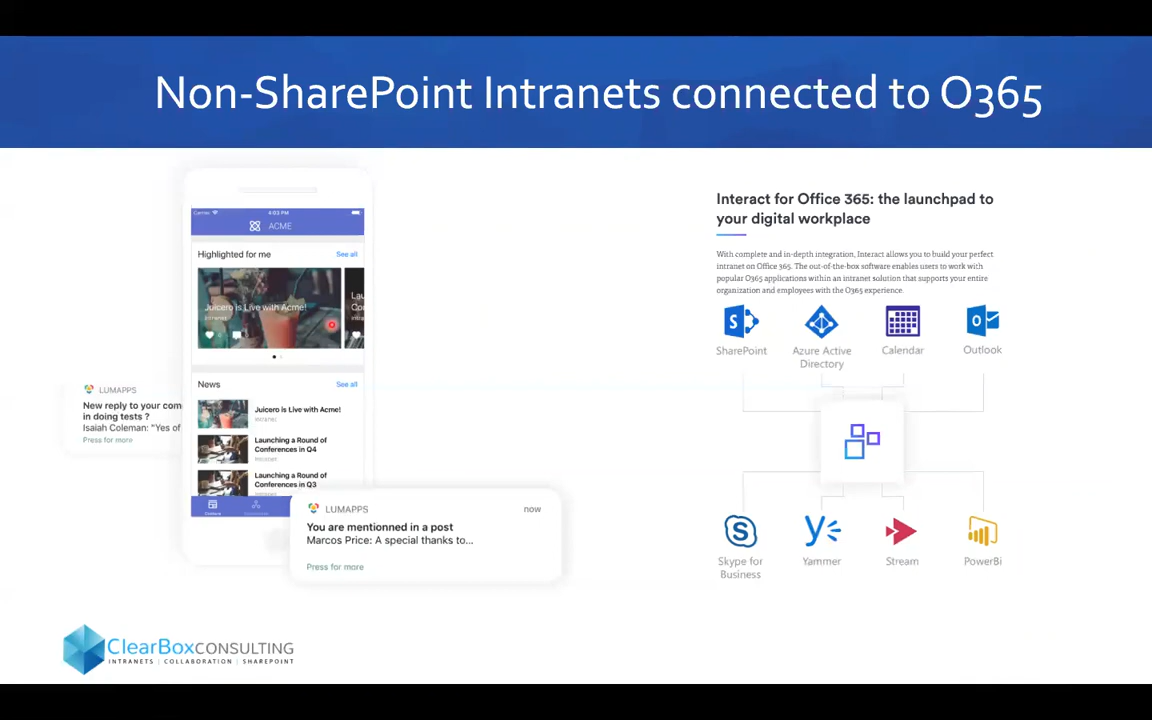 Non-SharePoint Intranets connected to O365
Carrier
4:03 PM
ACME
Highlighted for me
See all
Juicero is Live with Acme!
News
See all
Juicero is Live with Acme!
Launching a Round of
Conferences in Q4
Launching a Round of
Conferences in Q3
LUMAPPS
New reply to your com
in doing tests ?
Isaiah Coleman: "Yes of
Press for more
LUMAPPS
now
You are mentionned in a post
Marcos Price: A special thanks to...
Press for more
Interact for Office 365: the launchpad to
your digital workplace
With complete and in-depth integration, Interact allows you to build your perfect
intranet on Office 365. The out-of-the-box software enables users to work with
popular O365 applications within an intranet solution that supports your entire
organization and employees with the O365 experience.
SharePoint
Azure Active
Directory
Calendar
Outlook
Skype for
Business
Yammer
Stream
PowerBi
ClearBoxCONSULTING
INTRANETS | COLLABORATION | SHAREPOINT